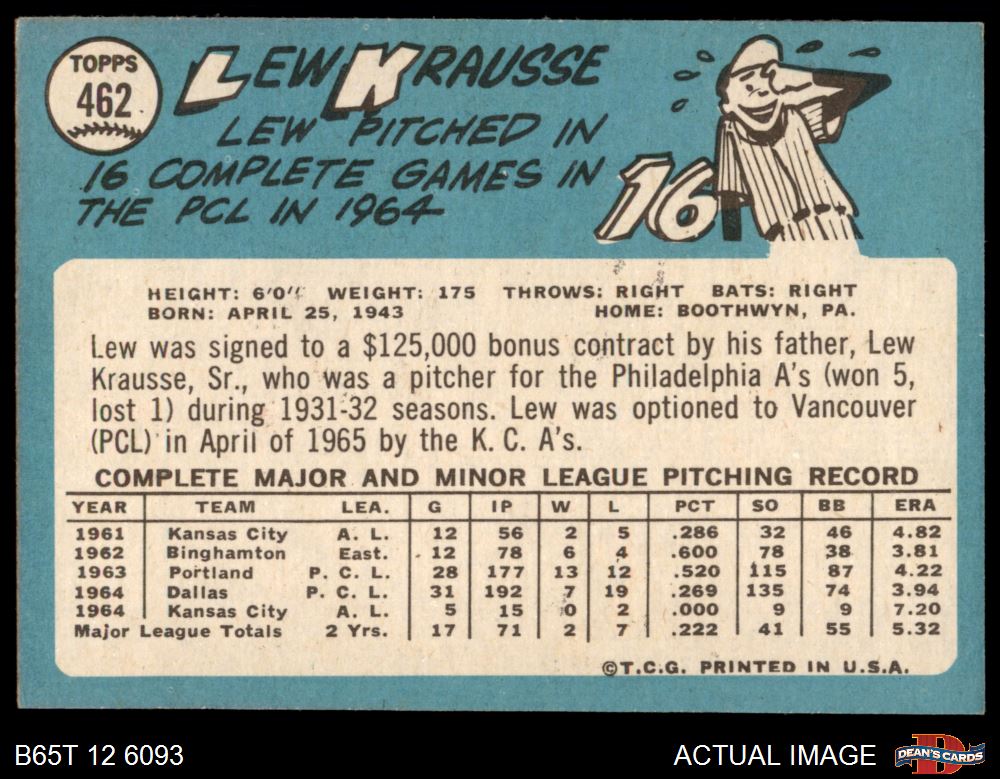 TOPPS
462
LEW KRAUSSE
LEW PITCHED IN
16 COMPLETE GAMES IN
THE PCL IN 1964
16
HEIGHT: 6'0" WEIGHT: 175 THROWS: RIGHT BATS: RIGHT
BORN: APRIL 25, 1943 HOME: BOOTHWYN, PA.
Lew was signed to a $125,000 bonus contract by his father, Lew
Krausse, Sr., who was a pitcher for the Philadelphia A's (won 5,
lost 1) during 1931-32 seasons. Lew was optioned to Vancouver
(PCL) in April of 1965 by the K. C. A's.
COMPLETE MAJOR AND MINOR LEAGUE PITCHING RECORD
YEAR TEAM LEA. G IP W L PCT SO BB ERA
1961 Kansas City A. L. 12 56 2 5 .286 32 46 4.82
1962 Binghamton East. 12 78 6 4 .600 78 38 3.81
1963 Portland P. C. L. 28 177 13 12 .520 115 87 4.22
1964 Dallas P. C. L. 31 192 7 19 .269 135 74 3.94
1964 Kansas City A. L. 5 15 0 2 .000 9 9 7.20
Major League Totals 2 Yrs. 17 71 2 7 .222 41 55 5.32
©T.C.G. PRINTED IN U.S.A.
B65T 12 6093 ACTUAL IMAGE DEAN'S CARDS